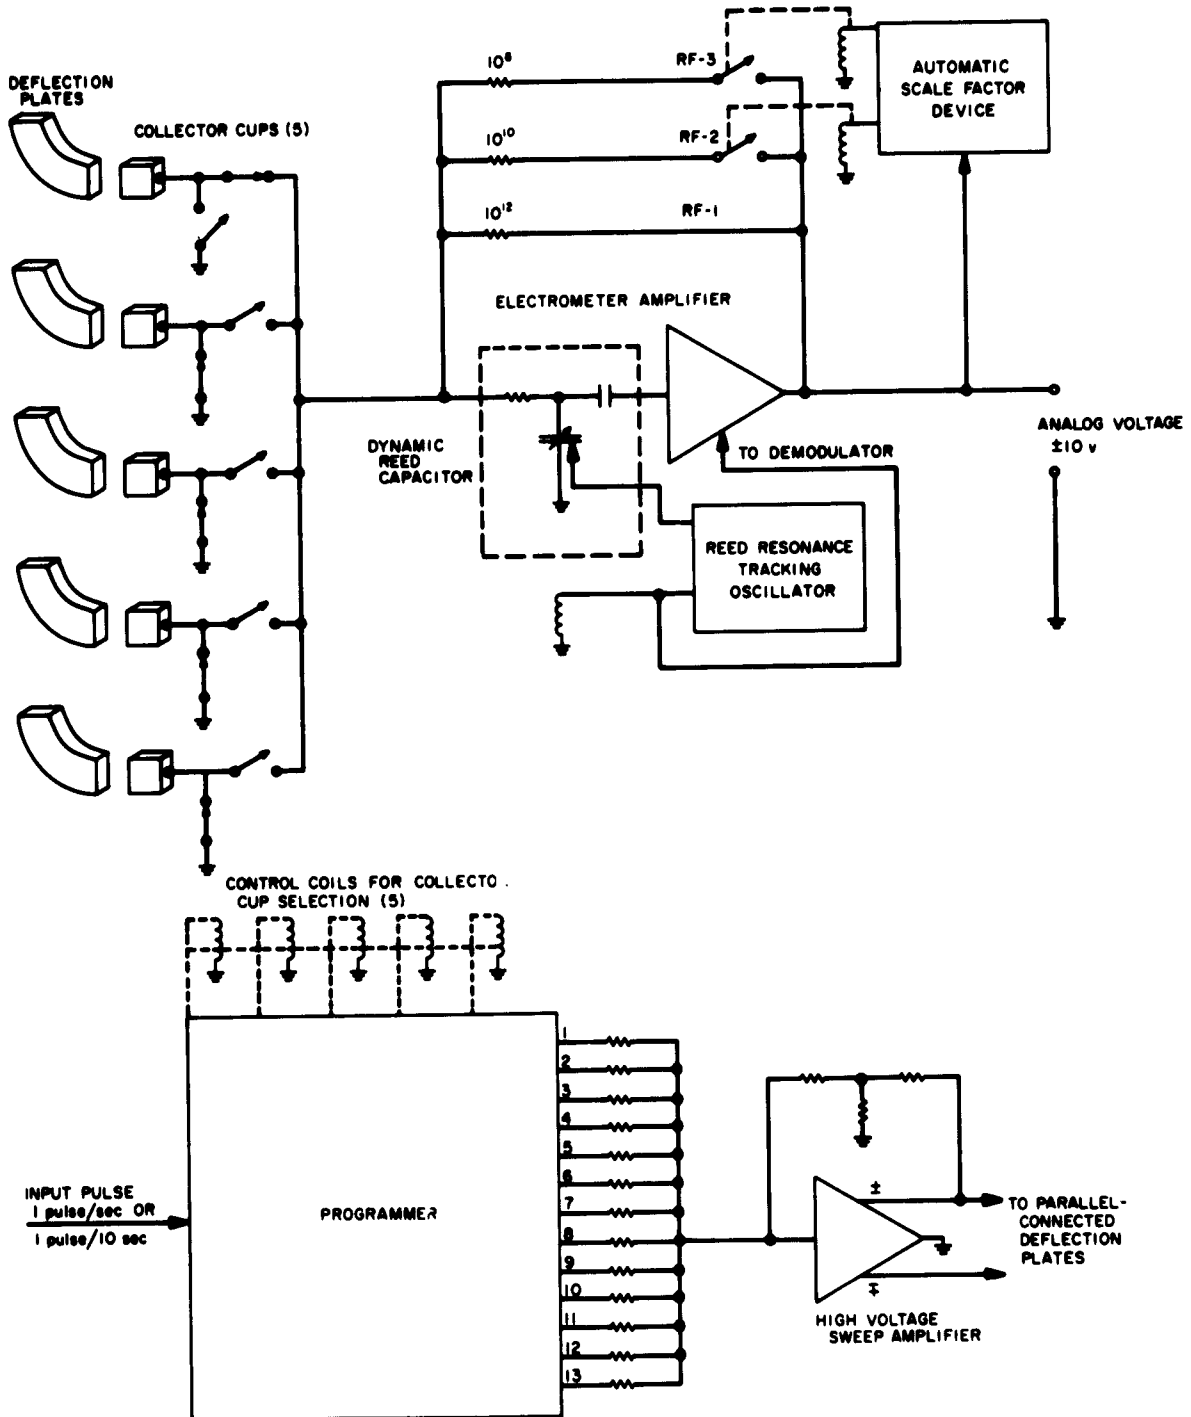 DEFLECTION
PLATES
COLLECTOR CUPS (5)
10⁸
RF-3
10¹⁰
RF-2
10¹²
RF-1
AUTOMATIC
SCALE FACTOR
DEVICE
ELECTROMETER AMPLIFIER
DYNAMIC
REED
CAPACITOR
TO DEMODULATOR
ANALOG VOLTAGE
±10 v
REED RESONANCE
TRACKING
OSCILLATOR
CONTROL COILS FOR COLLECTO
CUP SELECTION (5)
INPUT PULSE
1 pulse/sec OR
1 pulse/10 sec
PROGRAMMER
1
2
3
4
5
6
7
8
9
10
11
12
13
±
∓
TO PARALLEL-
CONNECTED
DEFLECTION
PLATES
HIGH VOLTAGE
SWEEP AMPLIFIER